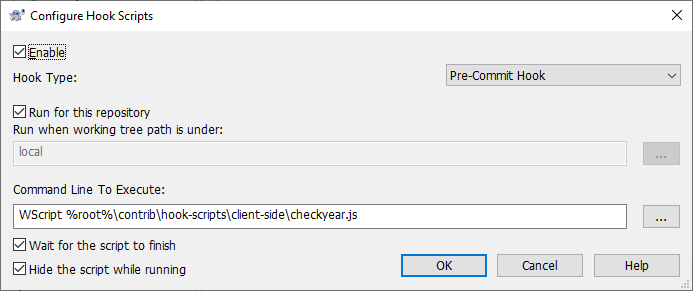 Configure Hook Scripts
Enable
Hook Type:
Pre-Commit Hook
Run for this repository
Run when working tree path is under:
local
...
Command Line To Execute:
WScript %root%\contrib\hook-scripts\client-side\checkyear.js
...
Wait for the script to finish
Hide the script while running
OK
Cancel
Help